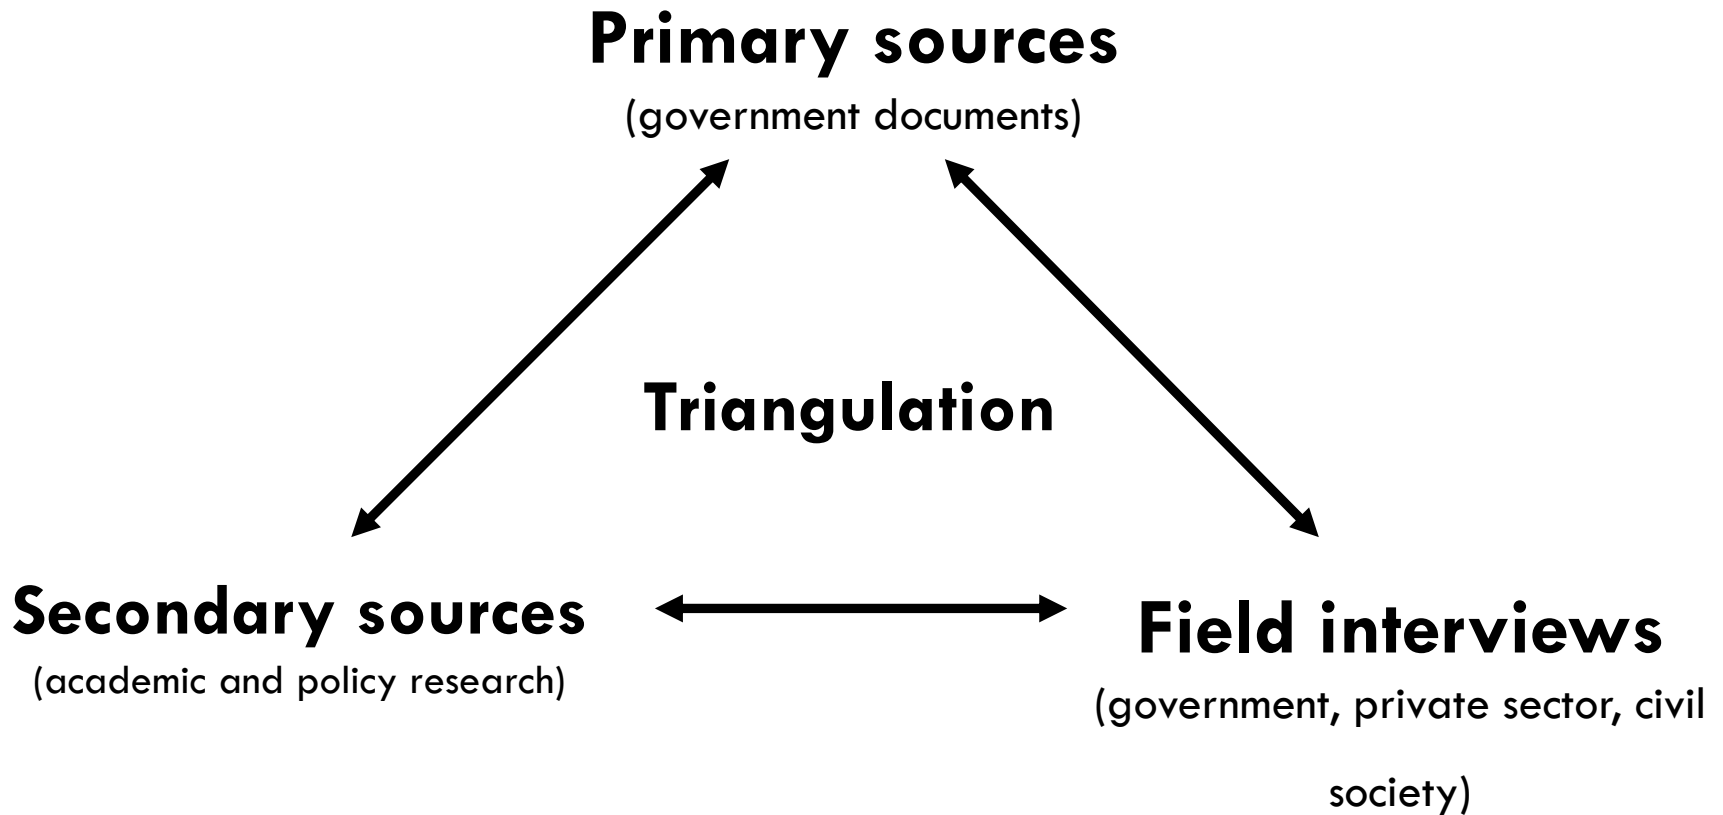 Primary sources
(government documents)
Triangulation
Secondary sources
(academic and policy research)
Field interviews
(government, private sector, civil
society)